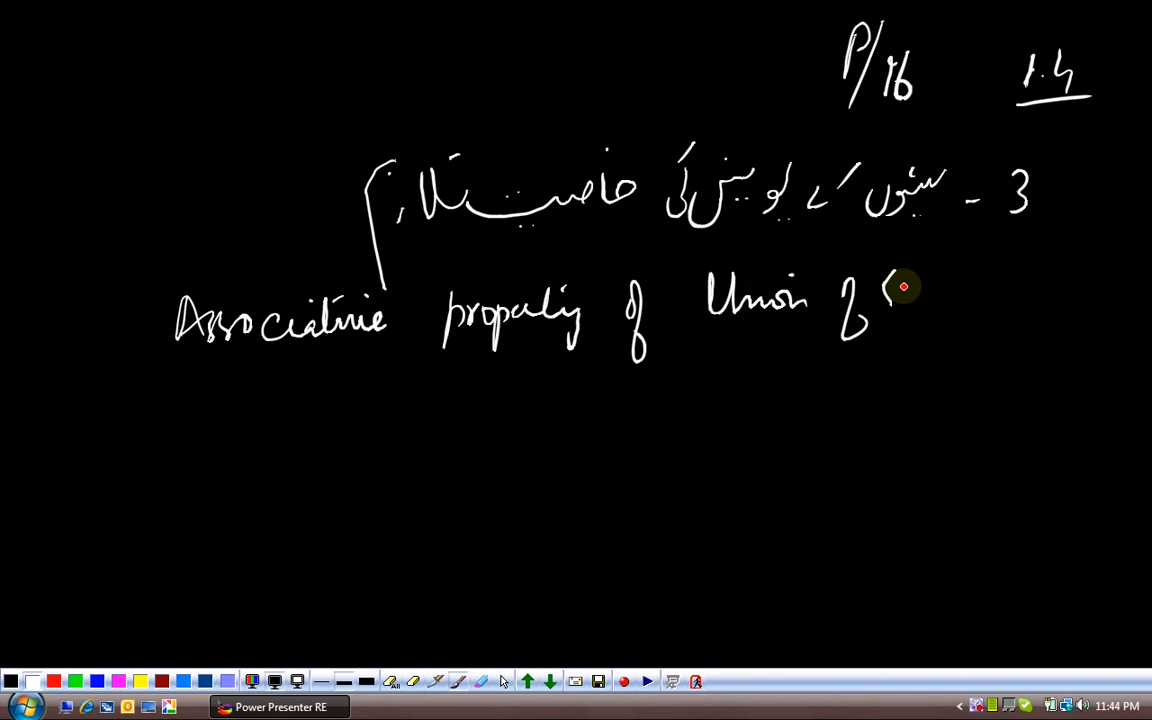 P/16 1.4
3 - سیٹوں کے یونین کی خاصیت تلازم
Associative property of Union of
Power Presenter RE
11:44 PM